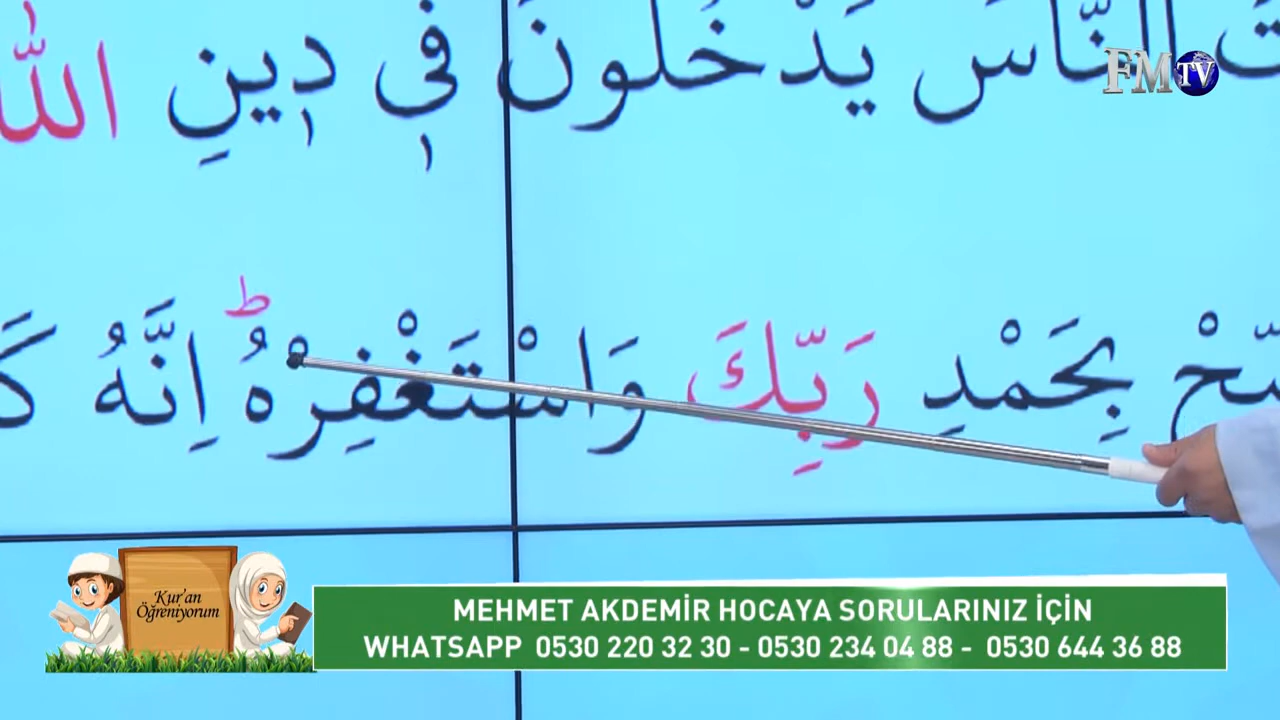 تَ النَّاسَ يَدْخُلُونَ فٖي دٖينِ اللّٰ
FM TV
ط
بِّحْ بِحَمْدِ رَبِّكَ وَاسْتَغْفِرْهُ اِنَّهُ كَ
Kur'an
Öğreniyorum
MEHMET AKDEMİR HOCAYA SORULARINIZ İÇİN
WHATSAPP 0530 220 32 30 - 0530 234 04 88 - 0530 644 36 88